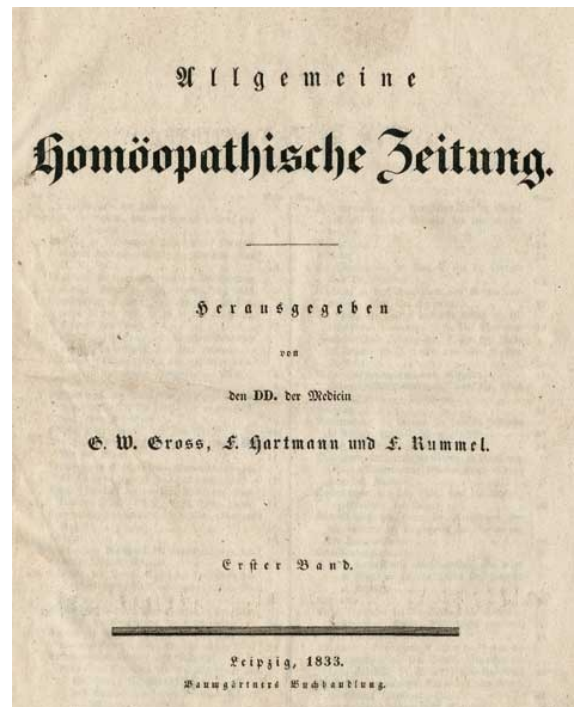 Allgemeine
Homöopathische Zeitung.
Herausgegeben
von
den DD. der Medicin
G. W. Gross, F. Hartmann und F. Rummel.
Erster Band.
Leipzig, 1833.
Baumgärtners Buchhandlung.